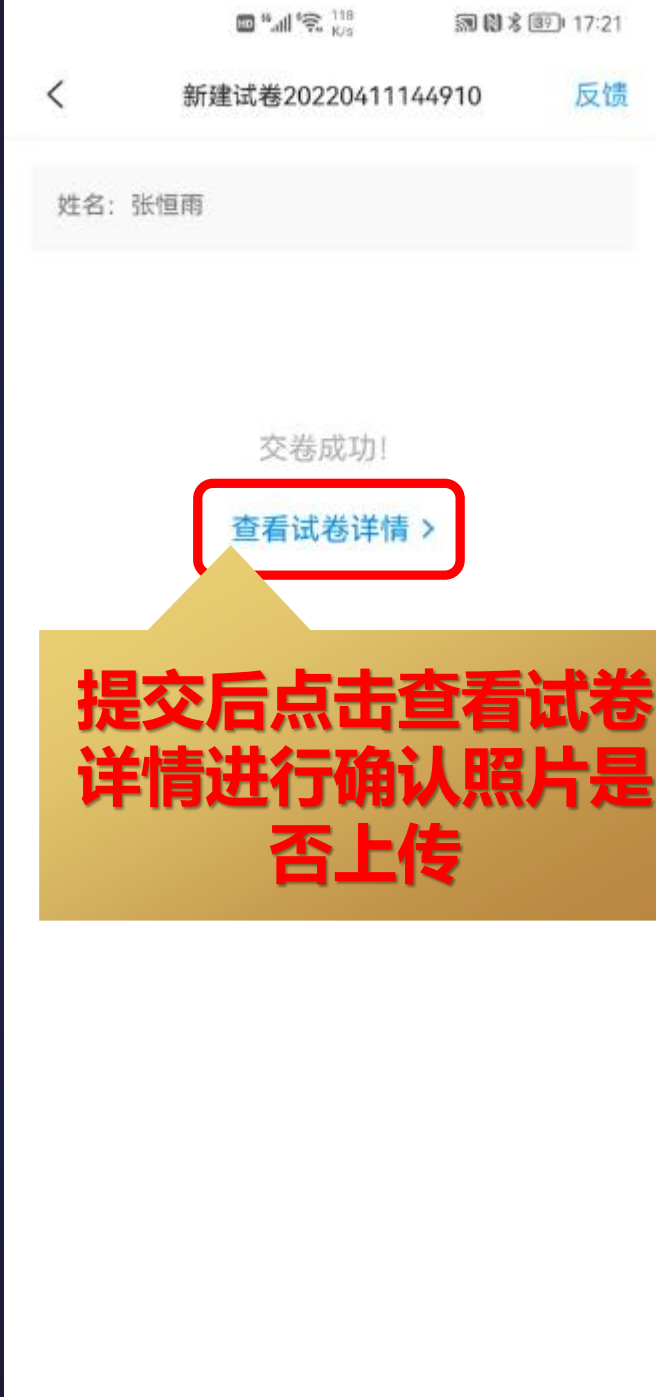 HD 118 K/s 89 17:21
新建试卷20220411144910 反馈
姓名: 张恒雨
交卷成功!
查看试卷详情 >
提交后点击查看试卷
详情进行确认照片是
否上传